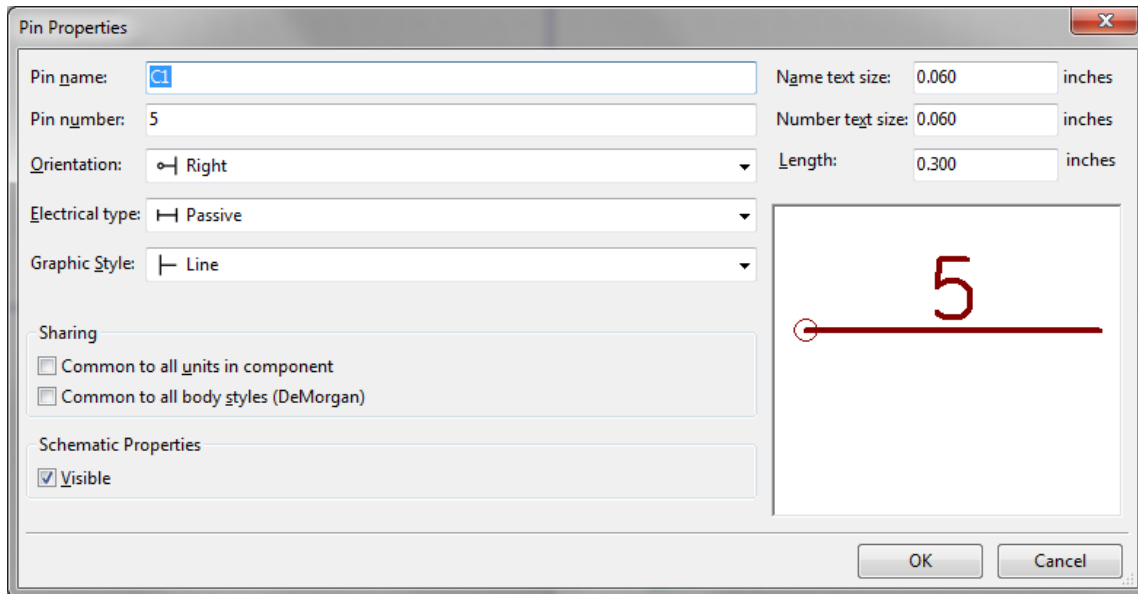 Pin Properties
Pin name: C1
Name text size: 0.060 inches
Pin number: 5
Number text size: 0.060 inches
Orientation: Right
Length: 0.300 inches
Electrical type: Passive
Graphic Style: Line
5
Sharing
Common to all units in component
Common to all body styles (DeMorgan)
Schematic Properties
Visible
OK Cancel